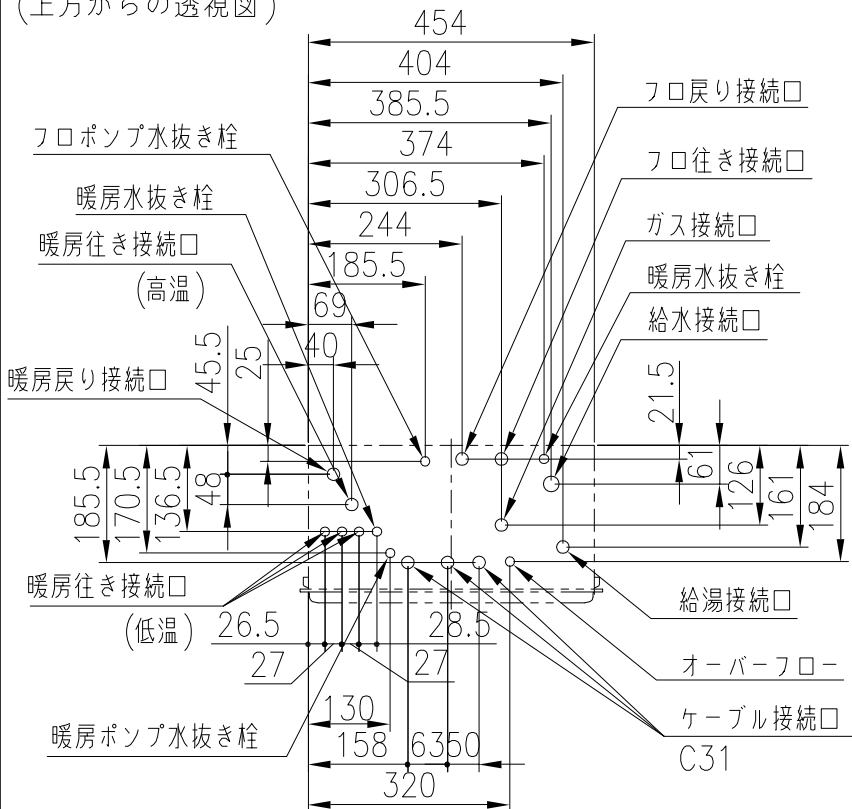 (上方からの透視図)
454
404
385.5
374
306.5
244
185.5
69
40
フロポンプ水抜き栓
暖房水抜き栓
暖房往き接続口
(高温)
暖房戻り接続口
フロ戻り接続口
フロ往き接続口
ガス接続口
暖房水抜き栓
給水接続口
45.5
25
48
185.5
170.5
136.5
21.5
61
126
161
184
暖房往き接続口
(低温)
26.5
28.5
27
27
給湯接続口
オーバーフロー
ケーブル接続口
C31
暖房ポンプ水抜き栓
130
158
63
50
320